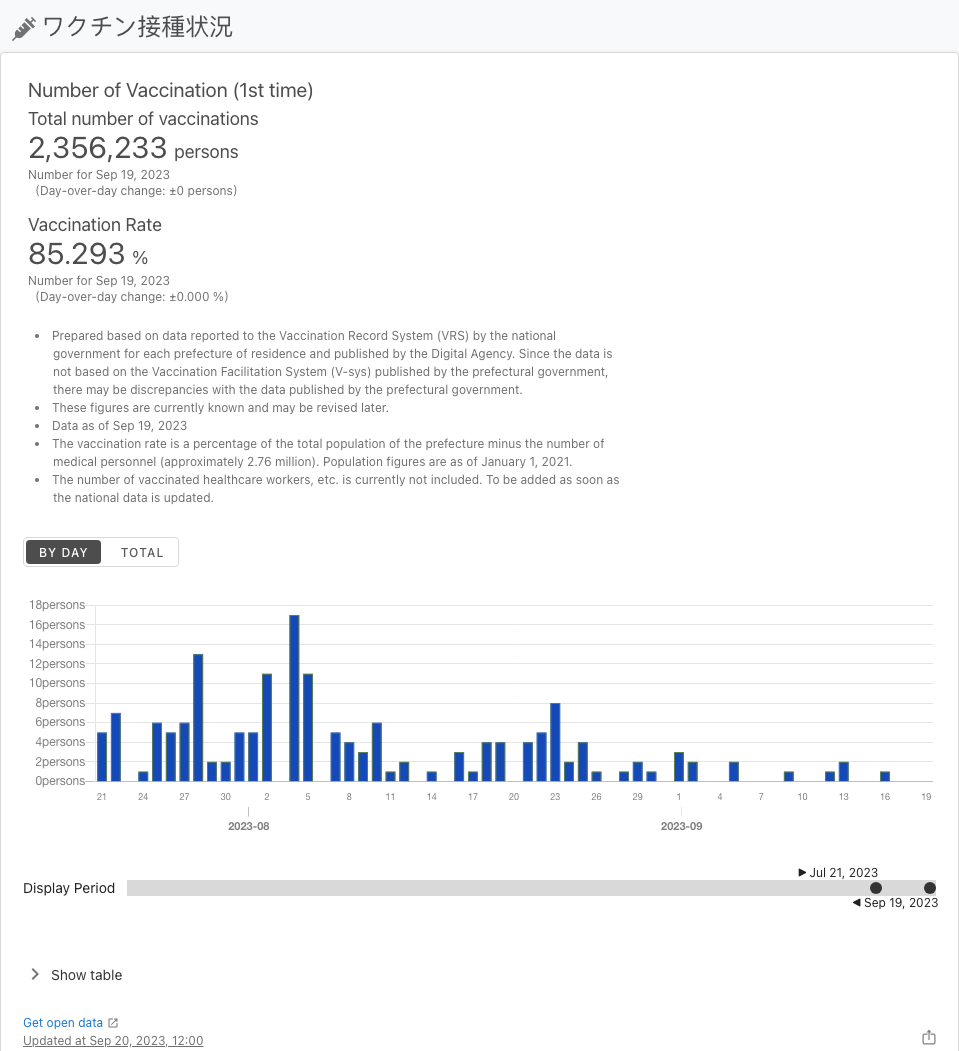 ワクチン接種状況
Number of Vaccination (1st time)
Total number of vaccinations
2,356,233 persons
Number for Sep 19, 2023
(Day-over-day change: ±0 persons)
Vaccination Rate
85.293 %
Number for Sep 19, 2023
(Day-over-day change: ±0.000 %)
• Prepared based on data reported to the Vaccination Record System (VRS) by the national
government for each prefecture of residence and published by the Digital Agency. Since the data is
not based on the Vaccination Facilitation System (V-sys) published by the prefectural government,
there may be discrepancies with the data published by the prefectural government.
• These figures are currently known and may be revised later.
• Data as of Sep 19, 2023
• The vaccination rate is a percentage of the total population of the prefecture minus the number of
medical personnel (approximately 2.76 million). Population figures are as of January 1, 2021.
• The number of vaccinated healthcare workers, etc. is currently not included. To be added as soon as
the national data is updated.
BY DAY TOTAL
18persons
16persons
14persons
12persons
10persons
8persons
6persons
4persons
2persons
0persons
21 24 27 30 2 5 8 11 14 17 20 23 26 29 1 4 7 10 13 16 19
2023-08 2023-09
Jul 21, 2023
Display Period
Sep 19, 2023
Show table
Get open data
Updated at Sep 20, 2023, 12:00